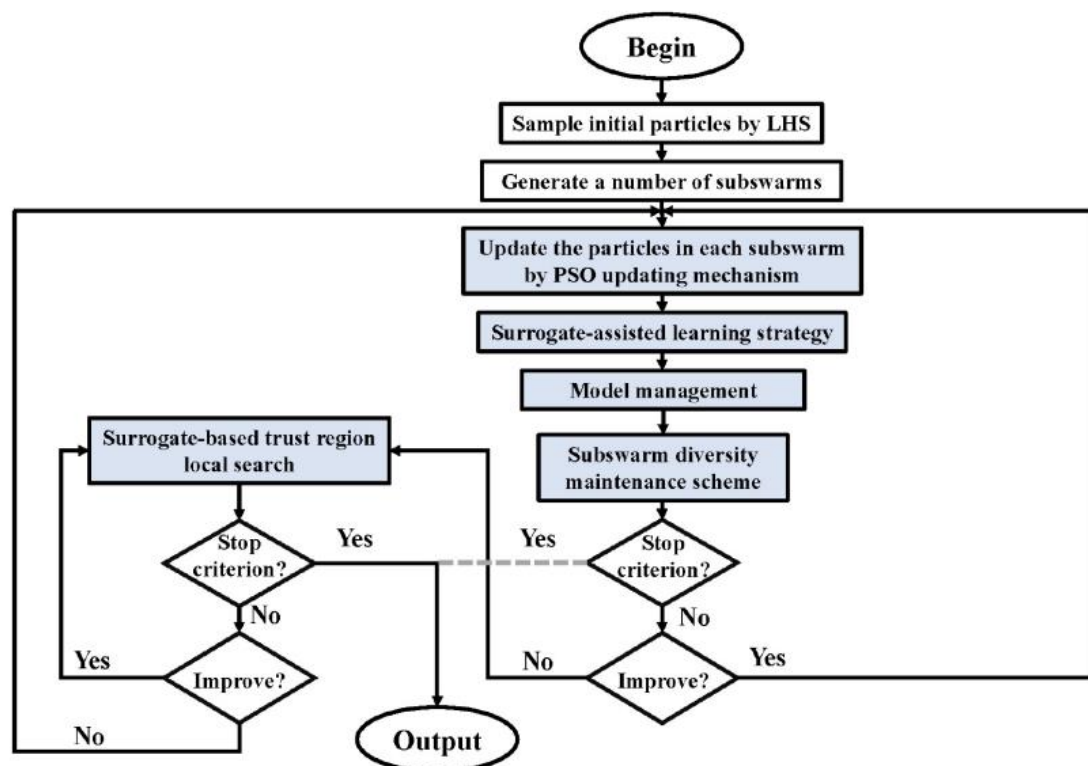 Begin
Sample initial particles by LHS
Generate a number of subswarms
Update the particles in each subswarm
by PSO updating mechanism
Surrogate-assisted learning strategy
Model management
Surrogate-based trust region
local search
Subswarm diversity
maintenance scheme
Stop
criterion?
Yes
Yes
Stop
criterion?
No
No
Yes
Improve?
No
Improve?
Yes
No
Output